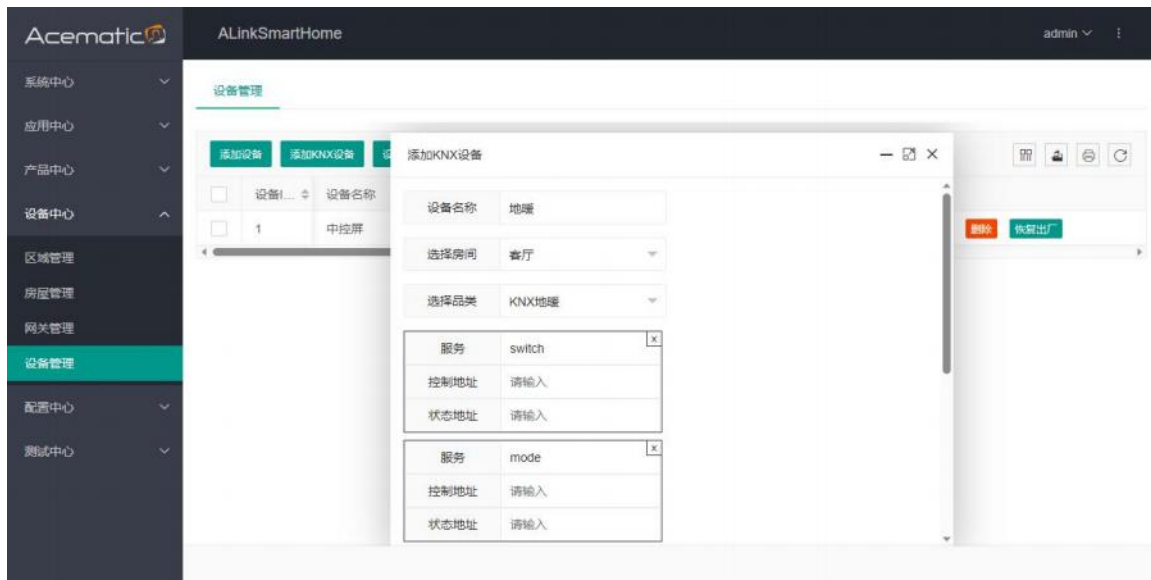 Acematic
ALinkSmartHome
admin
系统中心
应用中心
产品中心
设备中心
区域管理
房屋管理
网关管理
设备管理
配置中心
测试中心
设备管理
添加设备 添加KNX设备
设备I... 设备名称
1 中控屏
删除 恢复出厂
添加KNX设备
设备名称 地暖
选择房间 客厅
选择品类 KNX地暖
服务 switch x
控制地址 请输入
状态地址 请输入
服务 mode x
控制地址 请输入
状态地址 请输入